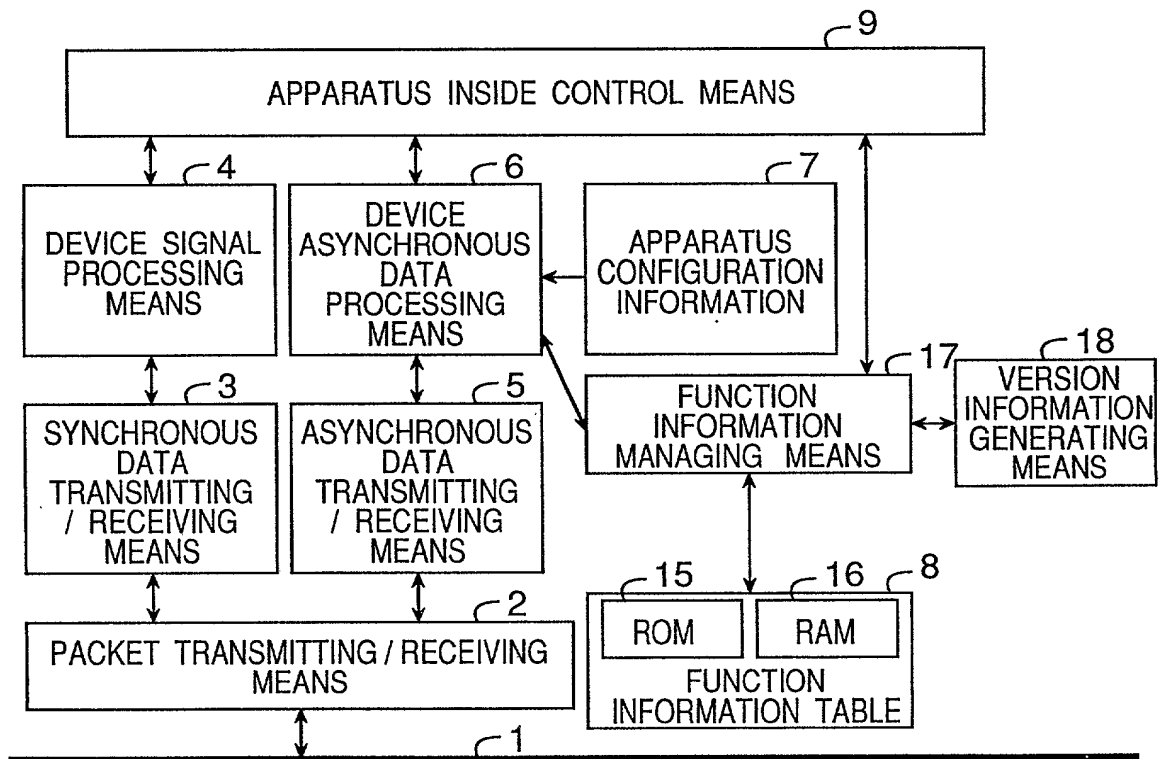 9
APPARATUS INSIDE CONTROL MEANS
4
DEVICE SIGNAL
PROCESSING
MEANS
6
DEVICE
ASYNCHRONOUS
DATA
PROCESSING
MEANS
7
APPARATUS
CONFIGURATION
INFORMATION
17
FUNCTION
INFORMATION
MANAGING MEANS
18
VERSION
INFORMATION
GENERATING
MEANS
3
SYNCHRONOUS
DATA
TRANSMITTING
/ RECEIVING
MEANS
5
ASYNCHRONOUS
DATA
TRANSMITTING
/ RECEIVING
MEANS
15
ROM
16
RAM
8
FUNCTION
INFORMATION TABLE
2
PACKET TRANSMITTING / RECEIVING
MEANS
1